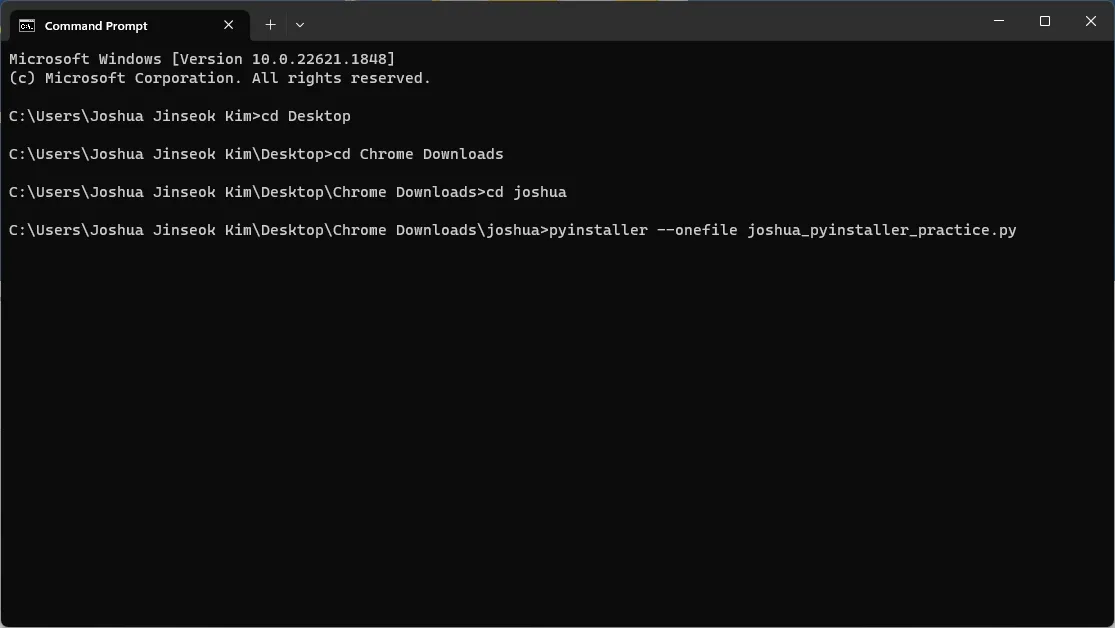 Command Prompt
Microsoft Windows [Version 10.0.22621.1848]
(c) Microsoft Corporation. All rights reserved.
C:\Users\Joshua Jinseok Kim>cd Desktop
C:\Users\Joshua Jinseok Kim\Desktop>cd Chrome Downloads
C:\Users\Joshua Jinseok Kim\Desktop\Chrome Downloads>cd joshua
C:\Users\Joshua Jinseok Kim\Desktop\Chrome Downloads\joshua>pyinstaller --onefile joshua_pyinstaller_practice.py